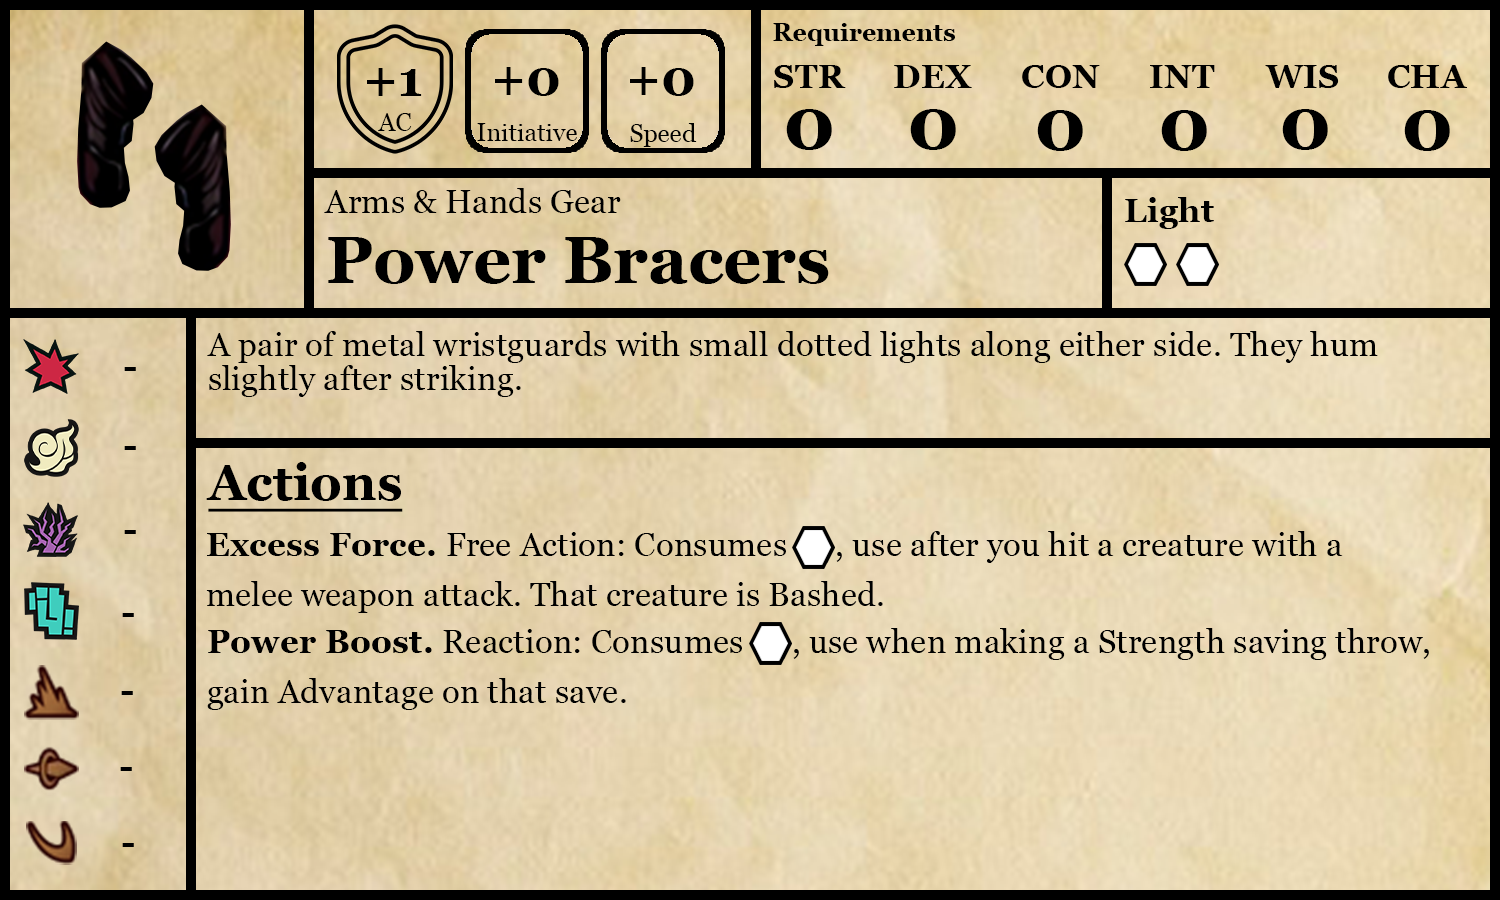 +1
AC
+0
Initiative
+0
Speed
Requirements
STR DEX CON INT WIS CHA
0 0 0 0 0 0
Arms & Hands Gear
Power Bracers
Light
A pair of metal wristguards with small dotted lights along either side. They hum
slightly after striking.
-
-
-
-
-
-
-
Actions
Excess Force. Free Action: Consumes , use after you hit a creature with a
melee weapon attack. That creature is Bashed.
Power Boost. Reaction: Consumes , use when making a Strength saving throw,
gain Advantage on that save.